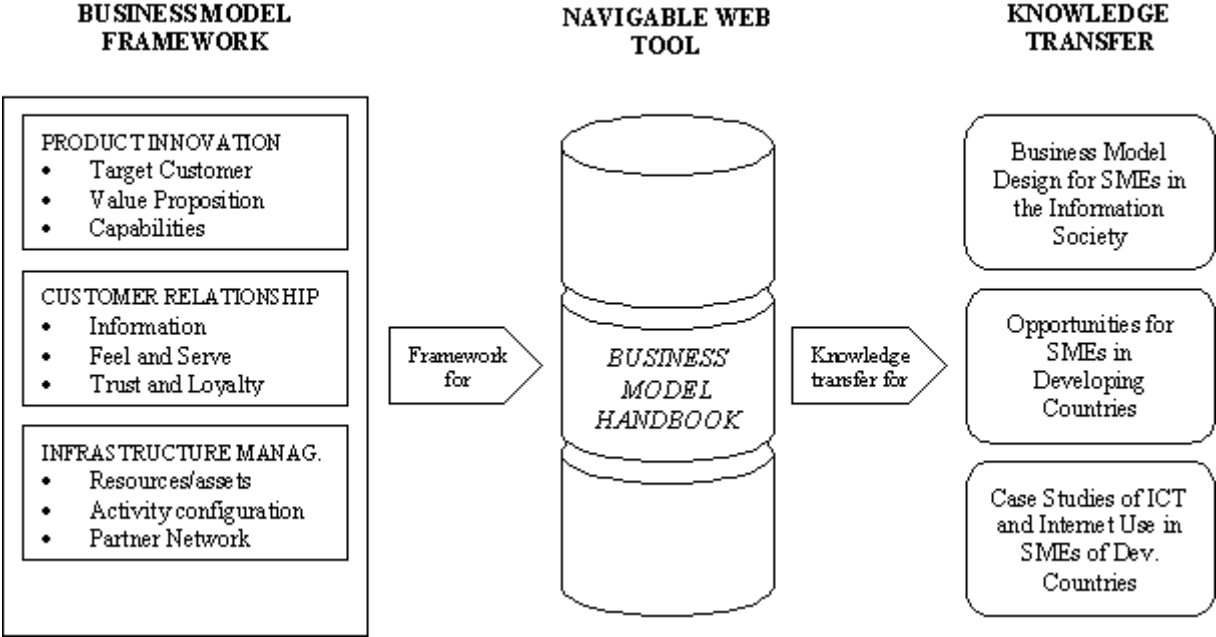 BUSINESS MODEL
FRAMEWORK
NAVIGABLE WEB
TOOL
KNOWLEDGE
TRANSFER
PRODUCT INNOVATION
• Target Customer
• Value Proposition
• Capabilities
CUSTOMER RELATIONSHIP
• Information
• Feel and Serve
• Trust and Loyalty
INFRASTRUCTURE MANAG.
• Resources/assets
• Activity configuration
• Partner Network
Framework
for
BUSINESS
MODEL
HANDBOOK
Knowledge
transfer for
Business Model
Design for SMEs in
the Information
Society
Opportunities for
SMEs in
Developing
Countries
Case Studies of ICT
and Internet Use in
SMEs of Dev.
Countries